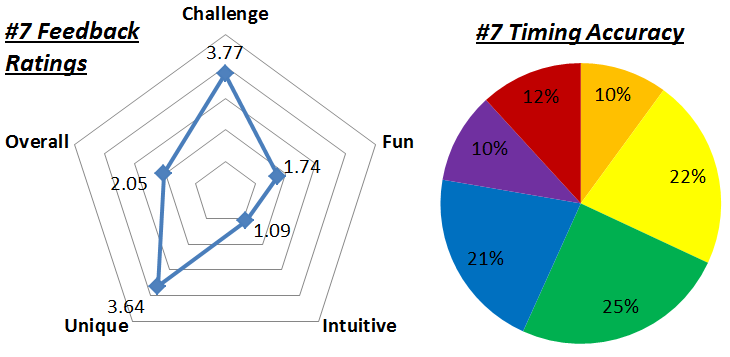 #7 Feedback
Ratings
Challenge
3.77
Overall
2.05
Fun
1.74
1.09
3.64
Unique
Intuitive
#7 Timing Accuracy
12%
10%
10%
22%
21%
25%